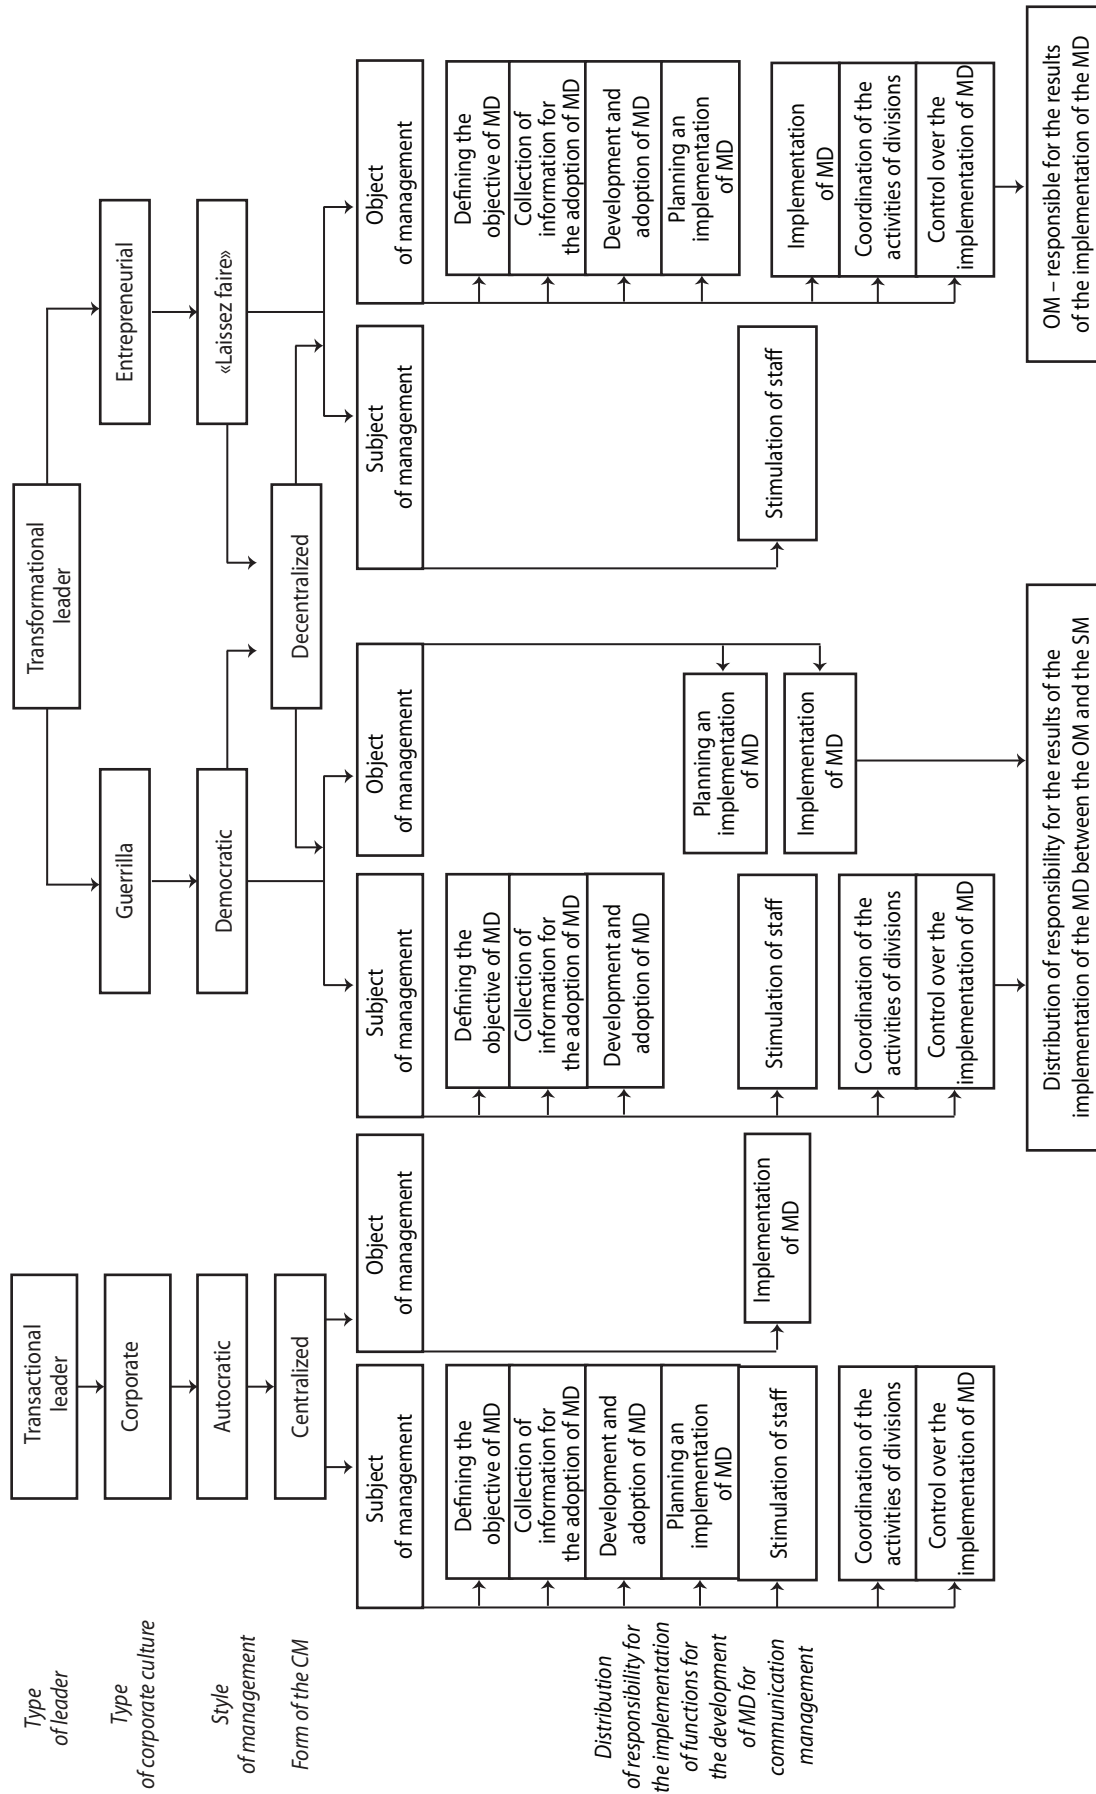 Type
of leader
Transactional
leader
Transformational
leader
Type
of corporate culture
Corporate
Guerrilla
Entrepreneurial
Style
of management
Autocratic
Democratic
«Laissez faire»
Form of the CM
Centralized
Decentralized
Subject
of management
Object
of management
Subject
of management
Object
of management
Subject
of management
Object
of management
Distribution
of responsibility for
the implementation
of functions for
the development
of MD for
communication
management
Defining the
objective of MD
Collection of
information for
the adoption of MD
Development and
adoption of MD
Planning an
implementation
of MD
Stimulation of staff
Coordination of the
activities of divisions
Control over the
implementation of MD
Implementation
of MD
Defining the
objective of MD
Collection of
information for
the adoption of MD
Development and
adoption of MD
Stimulation of staff
Coordination of the
activities of divisions
Control over the
implementation of MD
Planning an
implementation
of MD
Implementation
of MD
Stimulation of staff
Defining the
objective of MD
Collection of
information for
the adoption of MD
Development and
adoption of MD
Planning an
implementation
of MD
Implementation
of MD
Coordination of the
activities of divisions
Control over the
implementation of MD
Distribution of responsibility for the results of the
implementation of the MD between the OM and the SM
OM – responsible for the results
of the implementation of the MD